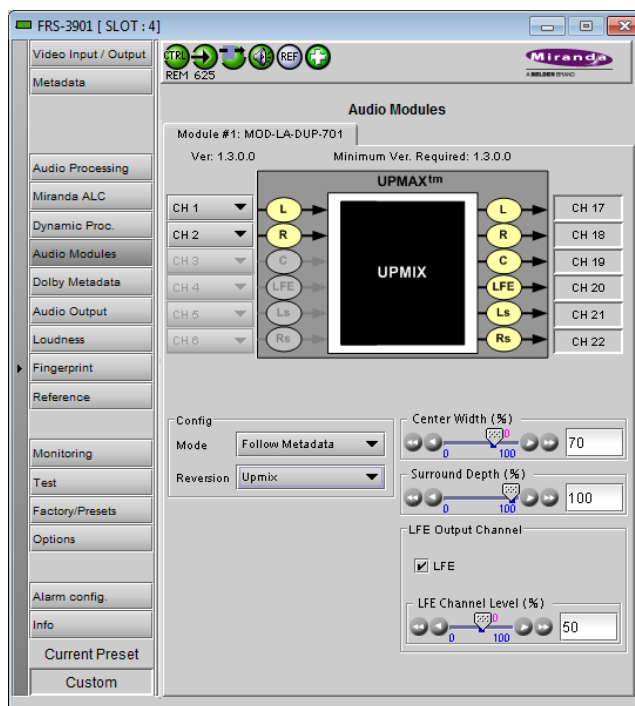 FRS-3901 [ SLOT : 4]
Video Input / Output
Metadata
Audio Processing
Miranda ALC
Dynamic Proc.
Audio Modules
Dolby Metadata
Audio Output
Loudness
Fingerprint
Reference
Monitoring
Test
Factory/Presets
Options
Alarm config.
Info
Current Preset
Custom
CTRL
REF
REM 625
Miranda
A BELDEN BRAND
Audio Modules
Module #1: MOD-LA-DUP-701
Ver: 1.3.0.0 Minimum Ver. Required: 1.3.0.0
UPMAXtm
CH 1 L L CH 17
CH 2 R R CH 18
CH 3 C C CH 19
UPMIX
CH 4 LFE LFE CH 20
CH 5 Ls Ls CH 21
CH 6 Rs Rs CH 22
Config
Mode Follow Metadata
Reversion Upmix
Center Width (%)
0 100 70
Surround Depth (%)
0 100 100
LFE Output Channel
LFE
LFE Channel Level (%)
0 100 50